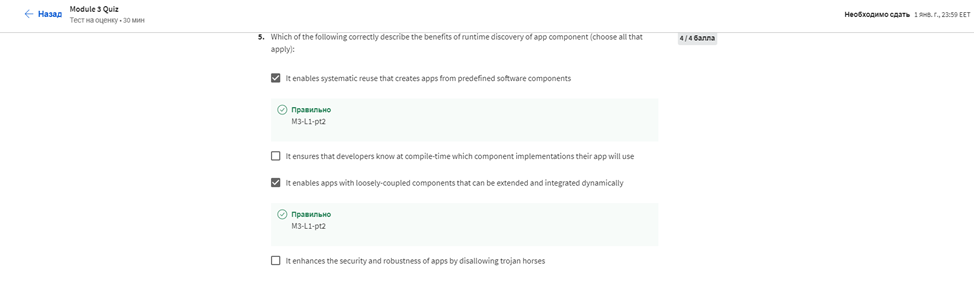 Назад
Module 3 Quiz
Тест на оценку • 30 мин
Необходимо сдать 1 янв. г., 23:59 EET
5. Which of the following correctly describe the benefits of runtime discovery of app component (choose all that
apply):
4 / 4 балла
It enables systematic reuse that creates apps from predefined software components
Правильно
M3-L1-pt2
It ensures that developers know at compile-time which component implementations their app will use
It enables apps with loosely-coupled components that can be extended and integrated dynamically
Правильно
M3-L1-pt2
It enhances the security and robustness of apps by disallowing trojan horses